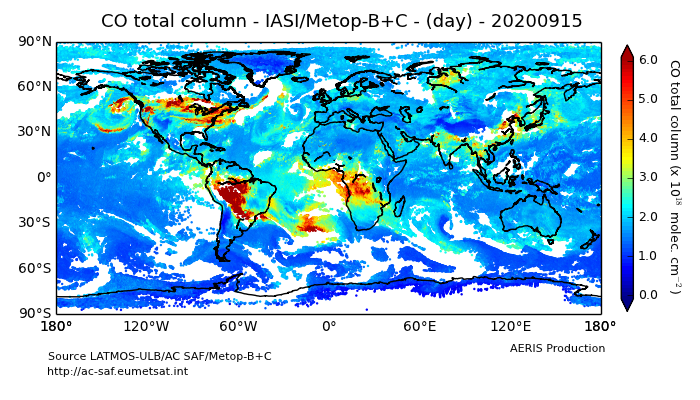 CO total column - IASI/Metop-B+C - (day) - 20200915
90°N
60°N
30°N
0°
30°S
60°S
90°S
180° 120°W 60°W 0° 60°E 120°E 180°
6.0
5.0
4.0
3.0
2.0
1.0
0.0
CO total column (x 10¹⁸ molec. cm⁻²)
Source LATMOS-ULB/AC SAF/Metop-B+C
http://ac-saf.eumetsat.int
AERIS Production